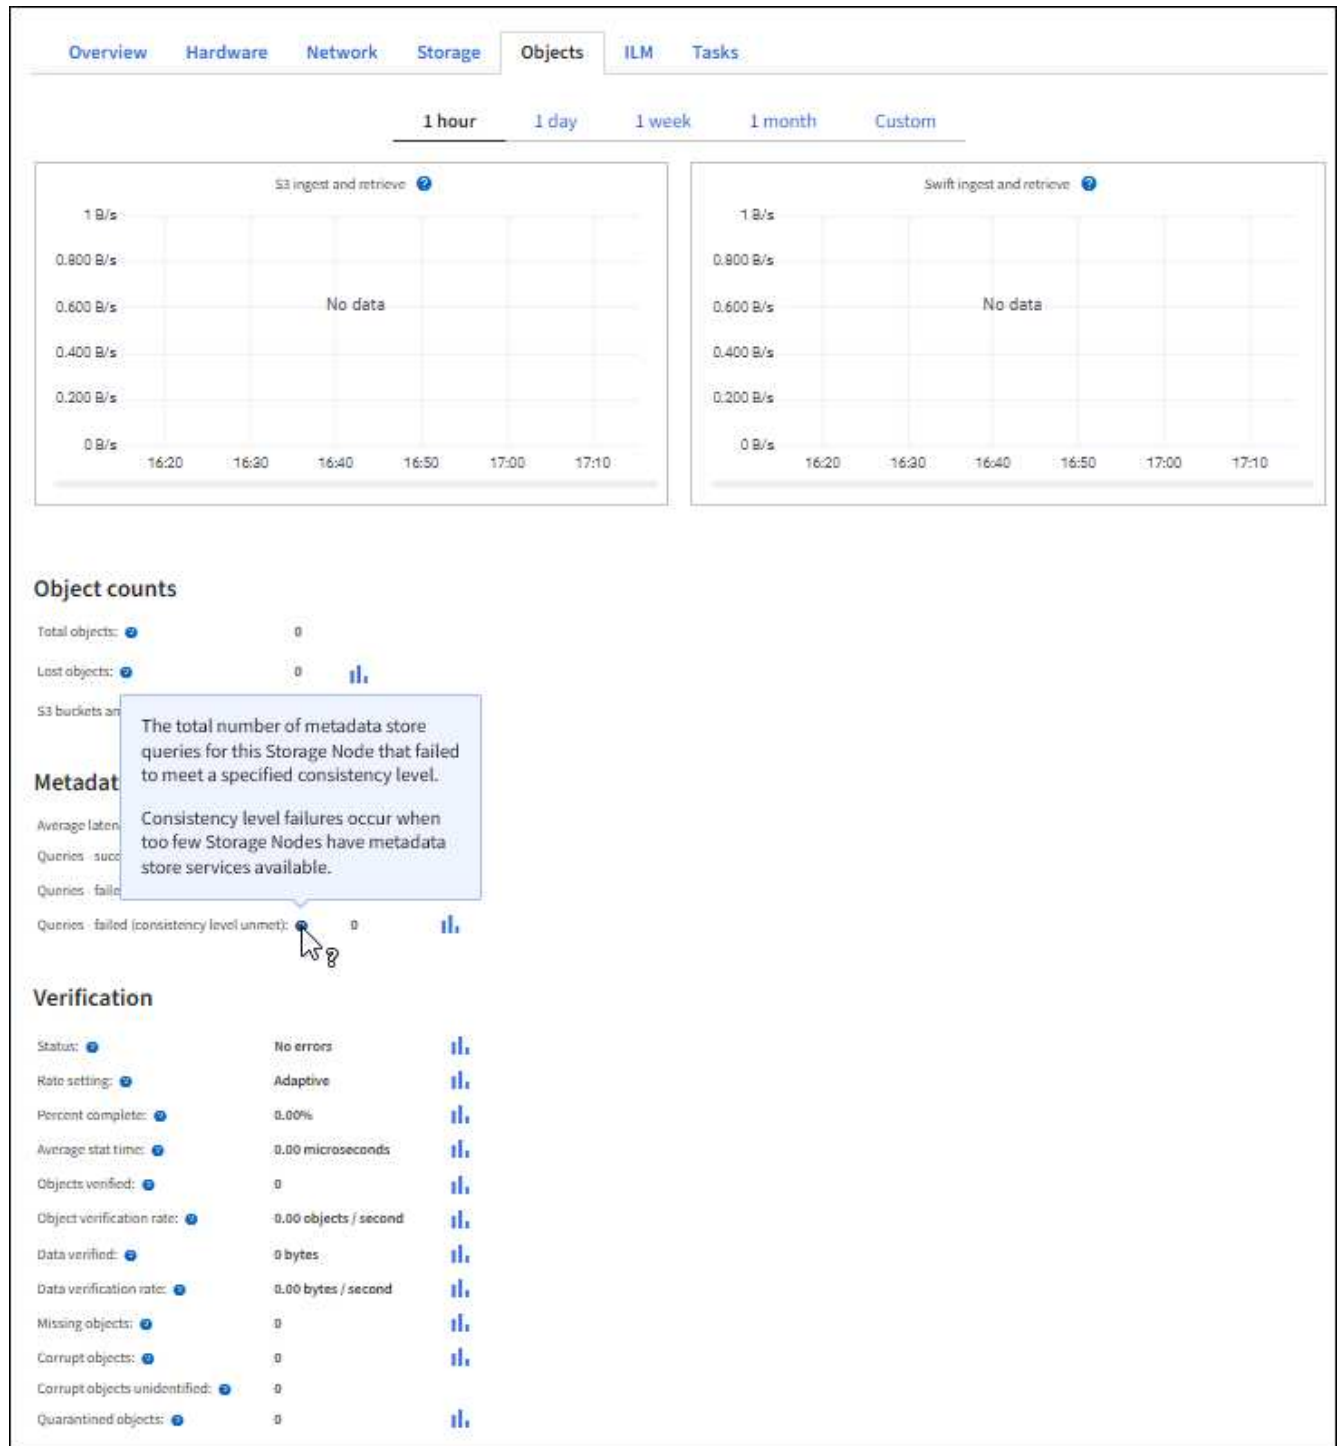 Overview Hardware Network Storage Objects ILM Tasks
1 hour 1 day 1 week 1 month Custom
S3 ingest and retrieve
1 B/s
0.800 B/s
0.600 B/s
0.400 B/s
0.200 B/s
0 B/s
No data
16:20 16:30 16:40 16:50 17:00 17:10
Swift ingest and retrieve
1 B/s
0.800 B/s
0.600 B/s
0.400 B/s
0.200 B/s
0 B/s
No data
16:20 16:30 16:40 16:50 17:00 17:10
Object counts
Total objects: 0
Lost objects: 0
S3 buckets an
The total number of metadata store
queries for this Storage Node that failed
to meet a specified consistency level.
Consistency level failures occur when
too few Storage Nodes have metadata
store services available.
Metadat
Average laten
Queries - succ
Queries - faile
Queries - failed (consistency level unmet): 0
Verification
Status: No errors
Rate setting: Adaptive
Percent complete: 0.00%
Average stat time: 0.00 microseconds
Objects verified: 0
Object verification rate: 0.00 objects / second
Data verified: 0 bytes
Data verification rate: 0.00 bytes / second
Missing objects: 0
Corrupt objects: 0
Corrupt objects unidentified: 0
Quarantined objects: 0